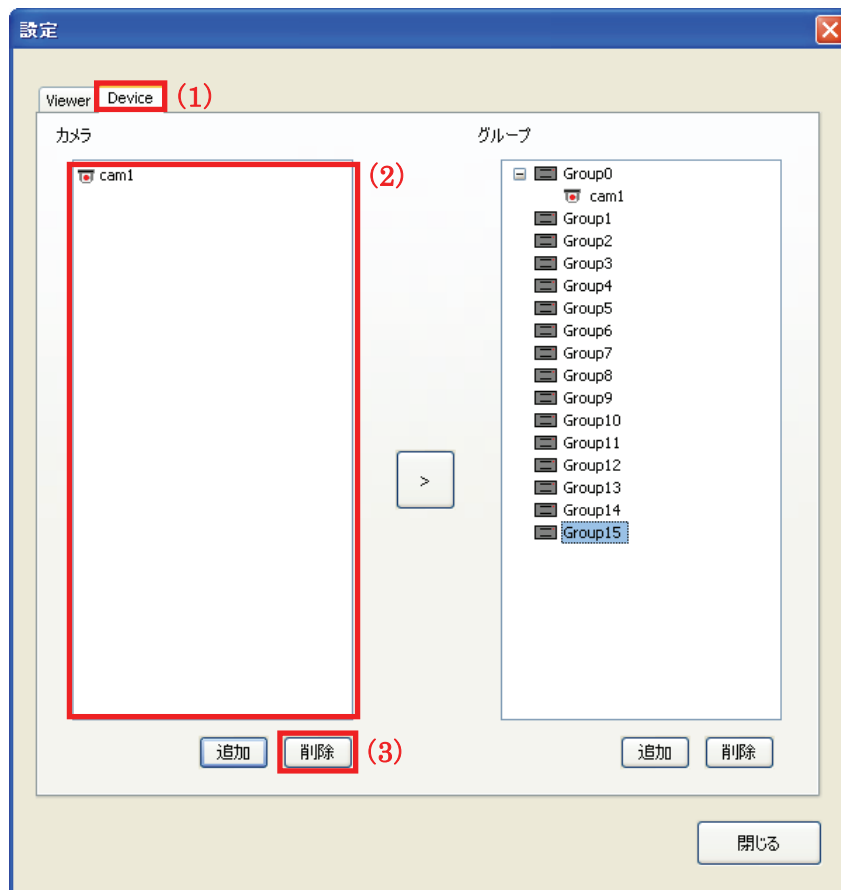 設定
Viewer Device (1)
カメラ
グループ
cam1
(2)
Group0
cam1
Group1
Group2
Group3
Group4
Group5
Group6
Group7
Group8
Group9
Group10
Group11
Group12
Group13
Group14
Group15
>
追加 削除 (3)
追加 削除
閉じる